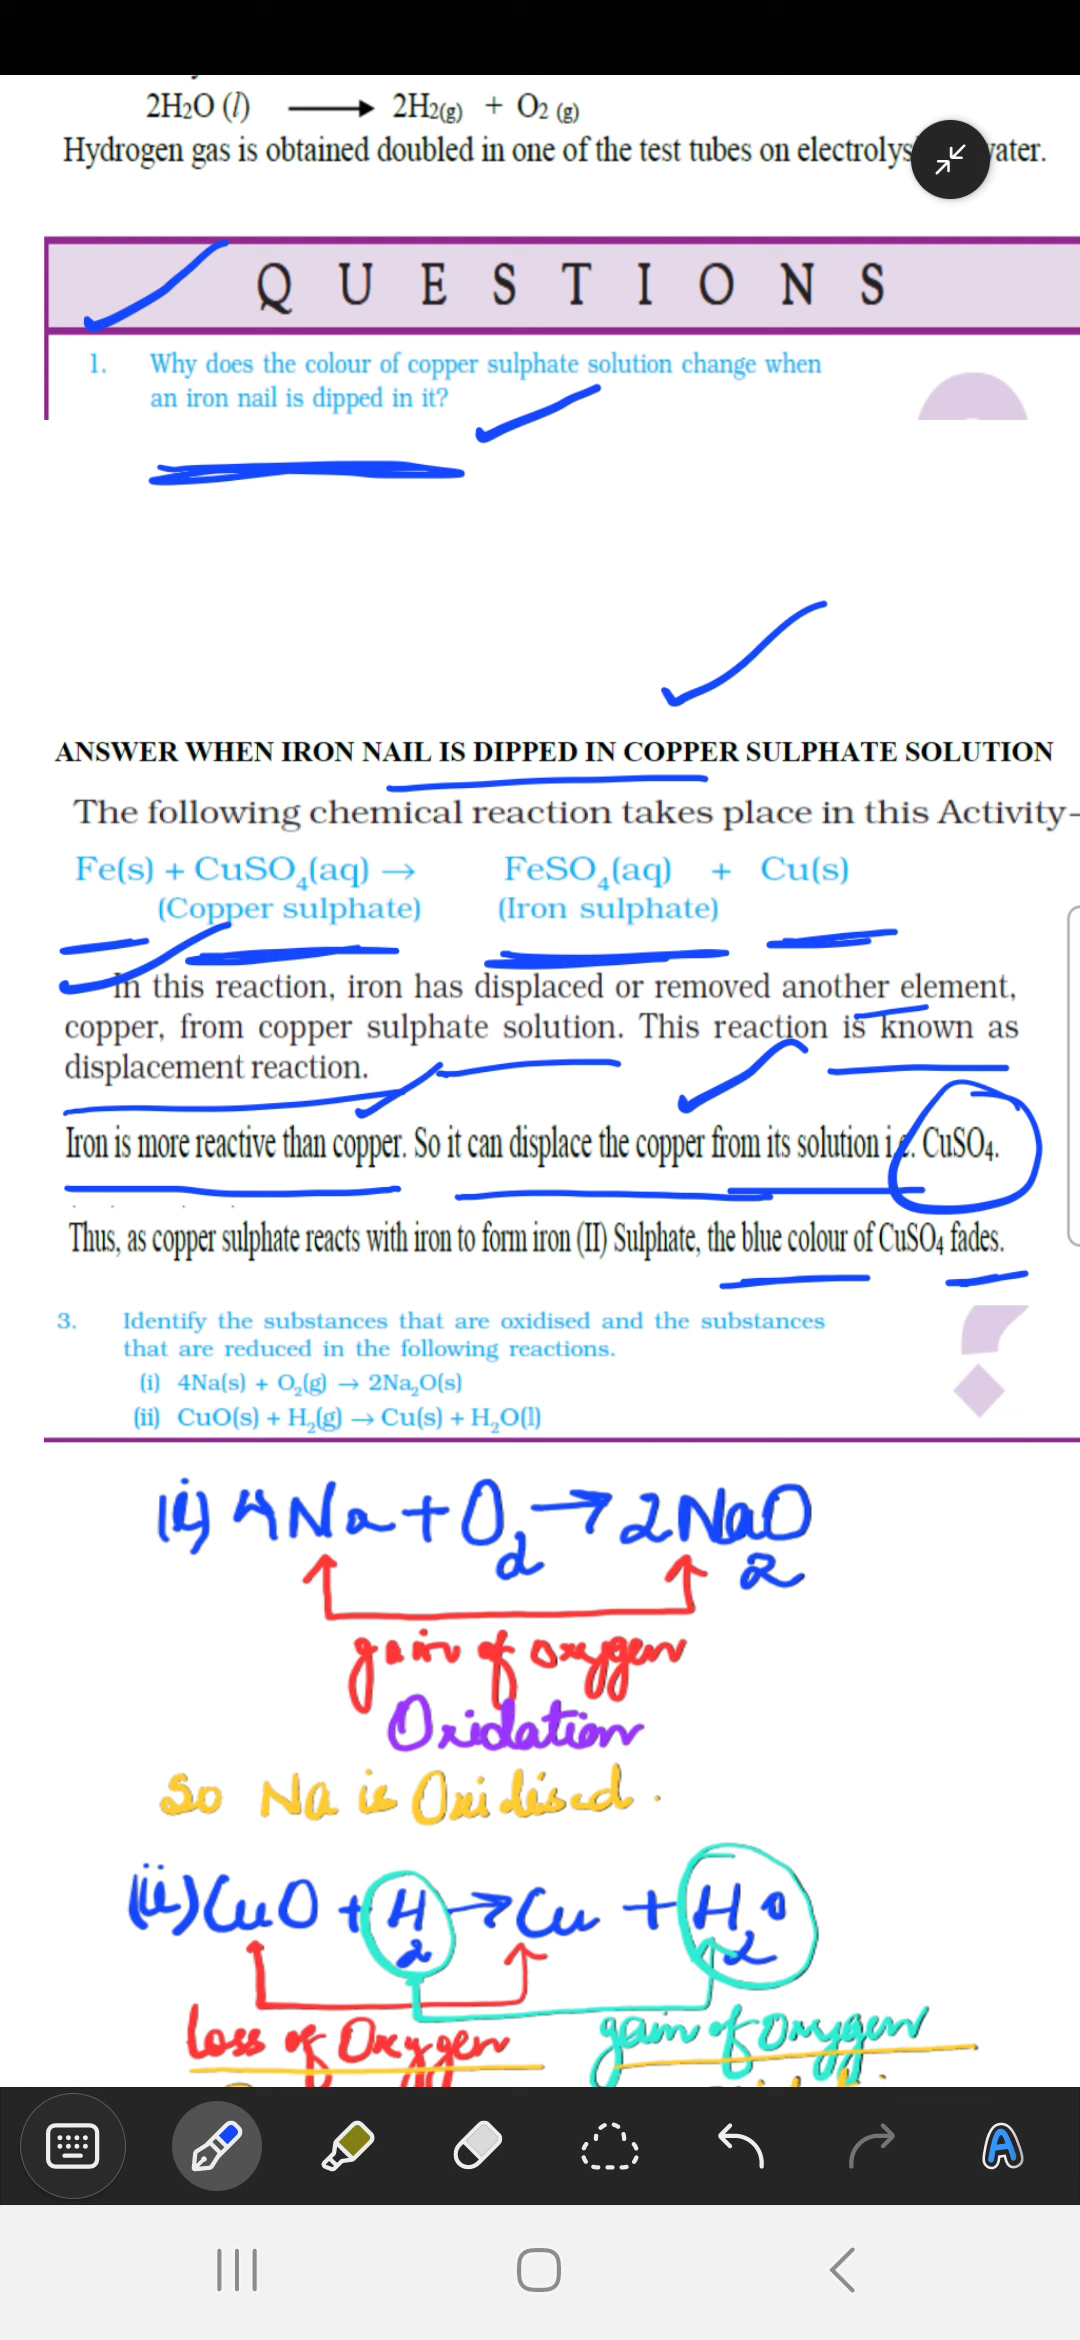 2H₂O (l) ⟶ 2H₂(g) + O₂ (g)
Hydrogen gas is obtained doubled in one of the test tubes on
QUESTIONS
1. Why does the colour of copper sulphate solution change when
an iron nail is dipped in it?
ANSWER WHEN IRON NAIL IS DIPPED IN COPPER SULPHATE SOLUTION
The following chemical reaction takes place in this Activity–
Fe(s) + CuSO₄(aq) → FeSO₄(aq) + Cu(s)
(Copper sulphate) (Iron sulphate)
In this reaction, iron has displaced or removed another element,
copper, from copper sulphate solution. This reaction is known as
displacement reaction.
Iron is more reactive than copper. So it can displace the copper from its solution i.e. CuSO₄.
Thus, as copper sulphate reacts with iron to form iron (II) Sulphate, the blue colour of CuSO₄ fades.
3. Identify the substances that are oxidised and the substances
that are reduced in the following reactions.
(i) 4Na(s) + O₂(g) → 2Na₂O(s)
(ii) CuO(s) + H₂(g) → Cu(s) + H₂O(l)
4Na + O₂ → 2Na₂O
gain of oxygen
Oxidation
So Na is Oxidised.
(ii) CuO + H₂ → Cu + H₂O
loss of Oxygen gain of Oxygen
A